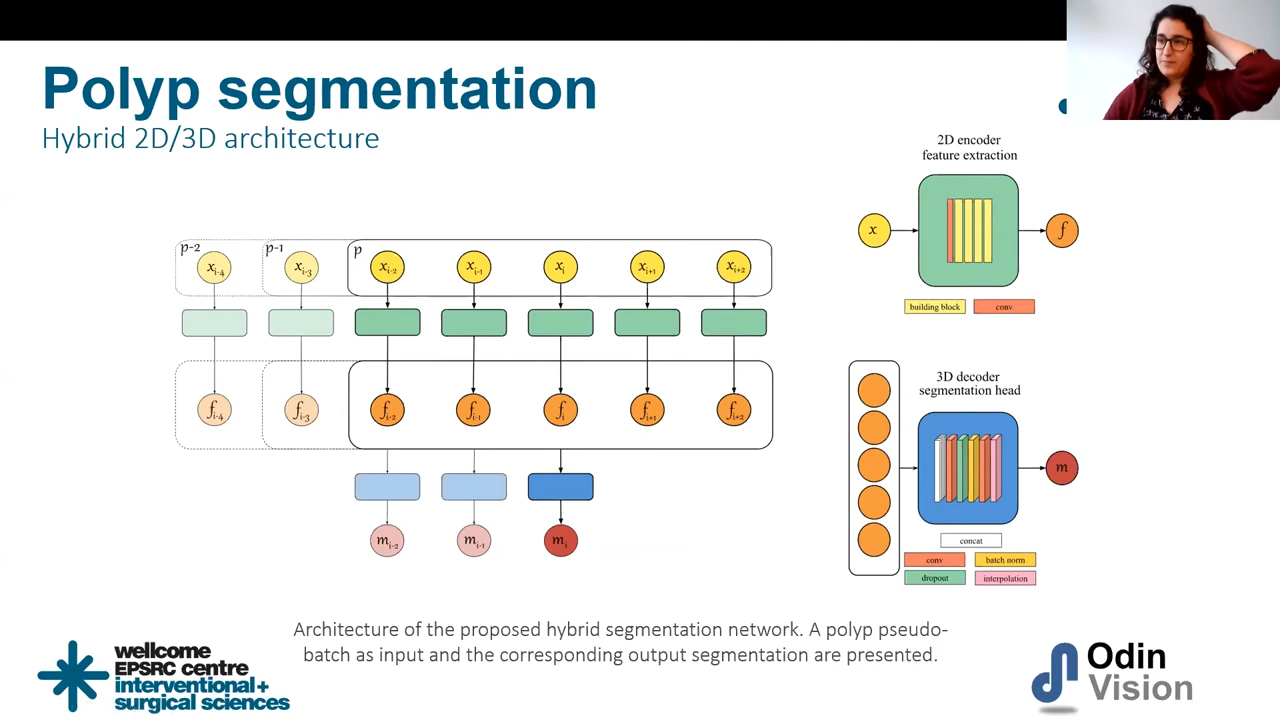 Polyp segmentation
Hybrid 2D/3D architecture
2D encoder
feature extraction
x
f
building block
conv
p-2
p-1
p
x_{i-4}
x_{i-3}
x_{i-2}
x_{i-1}
x_i
x_{i+1}
x_{i+2}
f_{i-4}
f_{i-3}
f_{i-2}
f_{i-1}
f_i
f_{i+1}
f_{i+2}
m_{i-2}
m_{i-1}
m_i
3D decoder
segmentation head
m
concat
conv
batch norm
dropout
interpolation
Architecture of the proposed hybrid segmentation network. A polyp pseudo-
batch as input and the corresponding output segmentation are presented.
wellcome
EPSRC centre
interventional+
surgical sciences
Odin
Vision